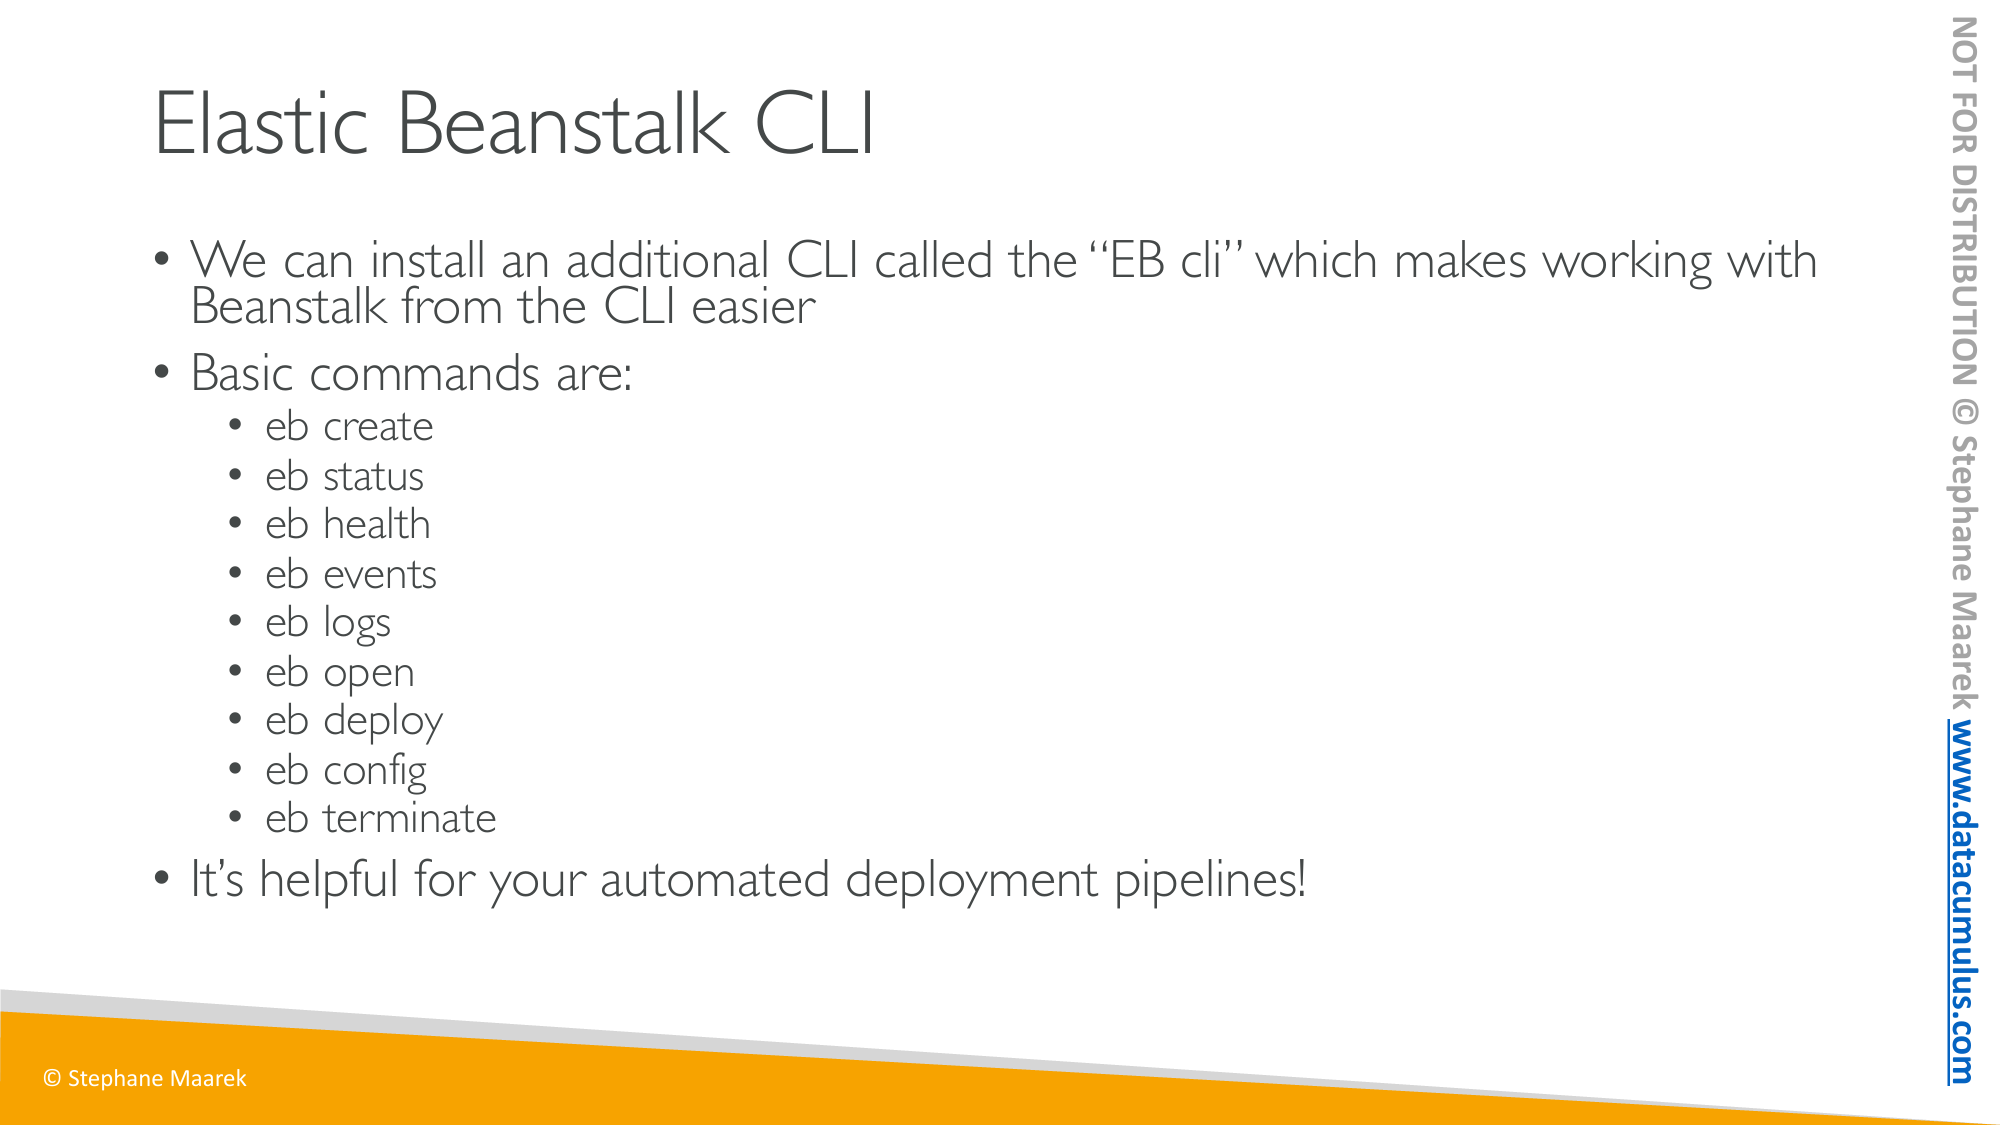 Elastic Beanstalk CLI
• We can install an additional CLI called the “EB cli” which makes working with
Beanstalk from the CLI easier
• Basic commands are:
• eb create
• eb status
• eb health
• eb events
• eb logs
• eb open
• eb deploy
• eb config
• eb terminate
• It’s helpful for your automated deployment pipelines!
© Stephane Maarek
NOT FOR DISTRIBUTION © Stephane Maarek www.datacumulus.com